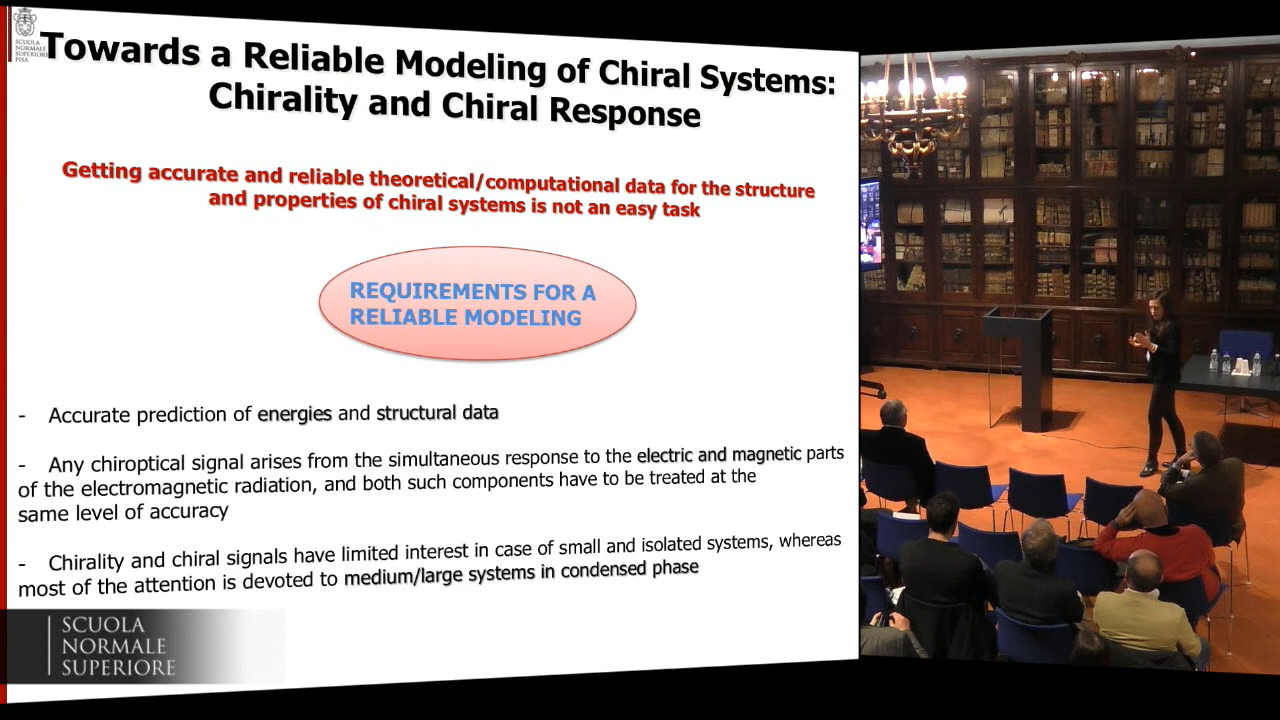 SCUOLA
NORMALE
SUPERIORE
PISA
Towards a Reliable Modeling of Chiral Systems:
Chirality and Chiral Response
Getting accurate and reliable theoretical/computational data for the structure
and properties of chiral systems is not an easy task
REQUIREMENTS FOR A
RELIABLE MODELING
- Accurate prediction of energies and structural data
- Any chiroptical signal arises from the simultaneous response to the electric and magnetic parts
of the electromagnetic radiation, and both such components have to be treated at the
same level of accuracy
- Chirality and chiral signals have limited interest in case of small and isolated systems, whereas
most of the attention is devoted to medium/large systems in condensed phase
SCUOLA
NORMALE
SUPERIORE